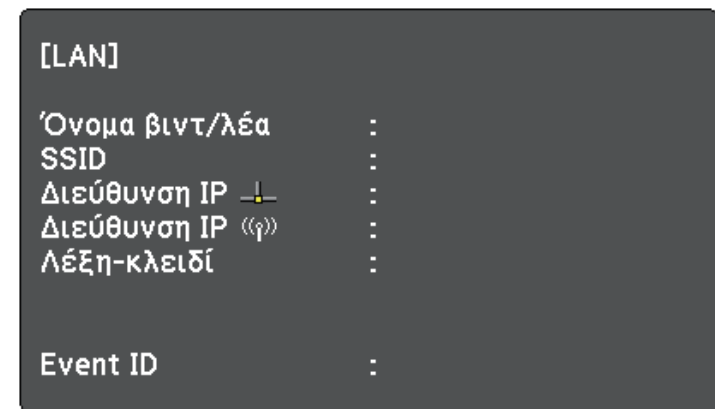 [LAN]
Όνομα βιντ/λέα :
SSID :
Διεύθυνση IP :
Διεύθυνση IP :
Λέξη-κλειδί :
Event ID :